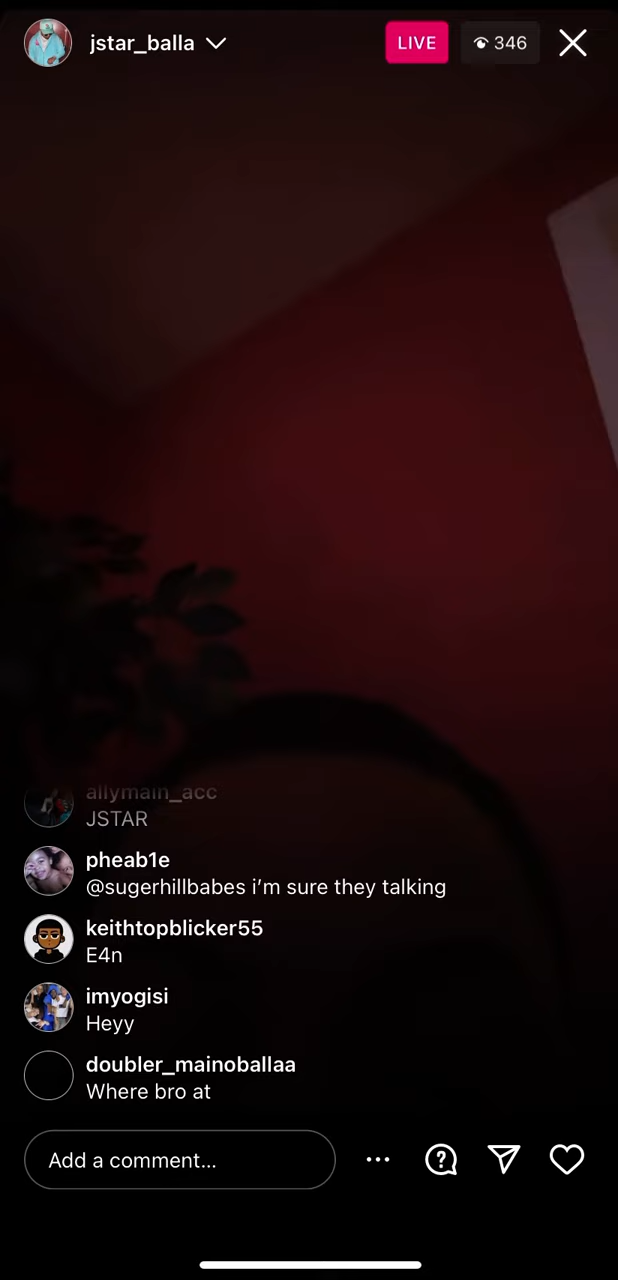 jstar_balla
LIVE
346
allymain_acc
JSTAR
pheab1e
@sugerhillbabes i’m sure they talking
keithtopblicker55
E4n
imyogisi
Heyy
doubler_mainoballaa
Where bro at
Add a comment...